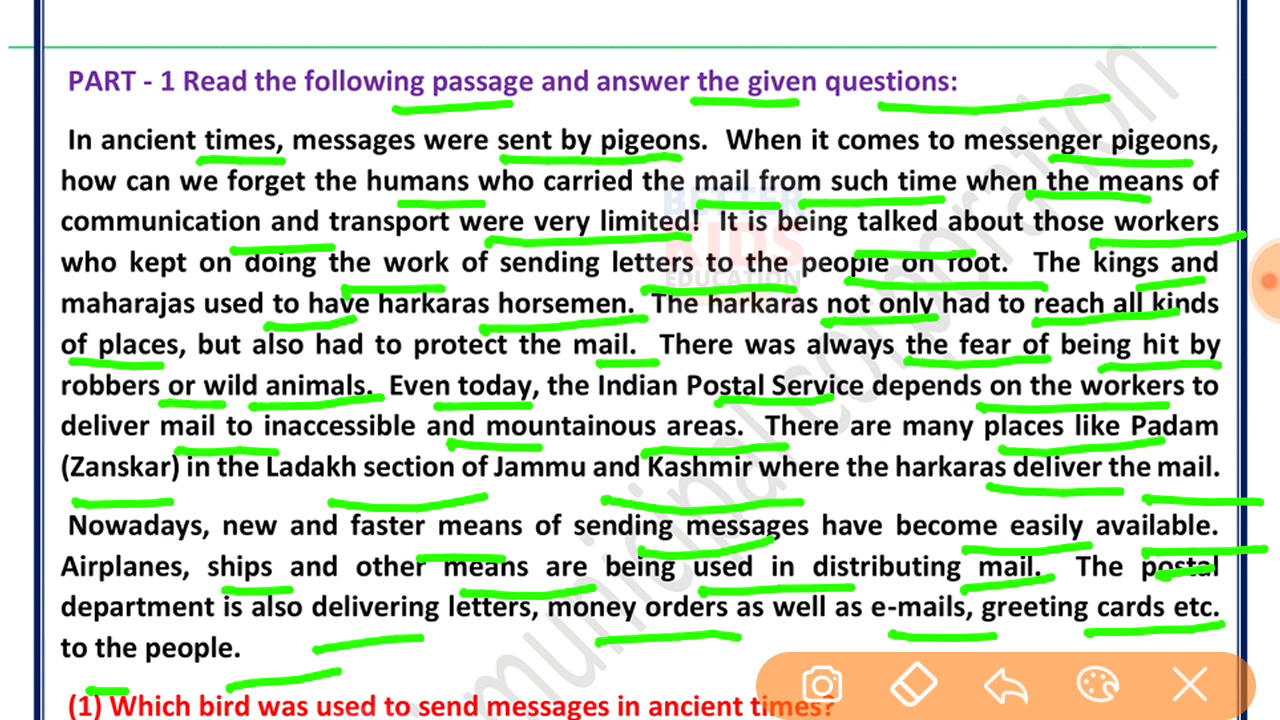 PART - 1 Read the following passage and answer the given questions:
In ancient times, messages were sent by pigeons. When it comes to messenger pigeons,
how can we forget the humans who carried the mail from such time when the means of
communication and transport were very limited! It is being talked about those workers
who kept on doing the work of sending letters to the people on foot. The kings and
maharajas used to have harkaras horsemen. The harkaras not only had to reach all kinds
of places, but also had to protect the mail. There was always the fear of being hit by
robbers or wild animals. Even today, the Indian Postal Service depends on the workers to
deliver mail to inaccessible and mountainous areas. There are many places like Padam
(Zanskar) in the Ladakh section of Jammu and Kashmir where the harkaras deliver the mail.
Nowadays, new and faster means of sending messages have become easily available.
Airplanes, ships and other means are being used in distributing mail. The postal
department is also delivering letters, money orders as well as e-mails, greeting cards etc.
to the people.
(1) Which bird was used to send messages in ancient times?
BETTER
KIDS
EDUCATION
municipal corporation